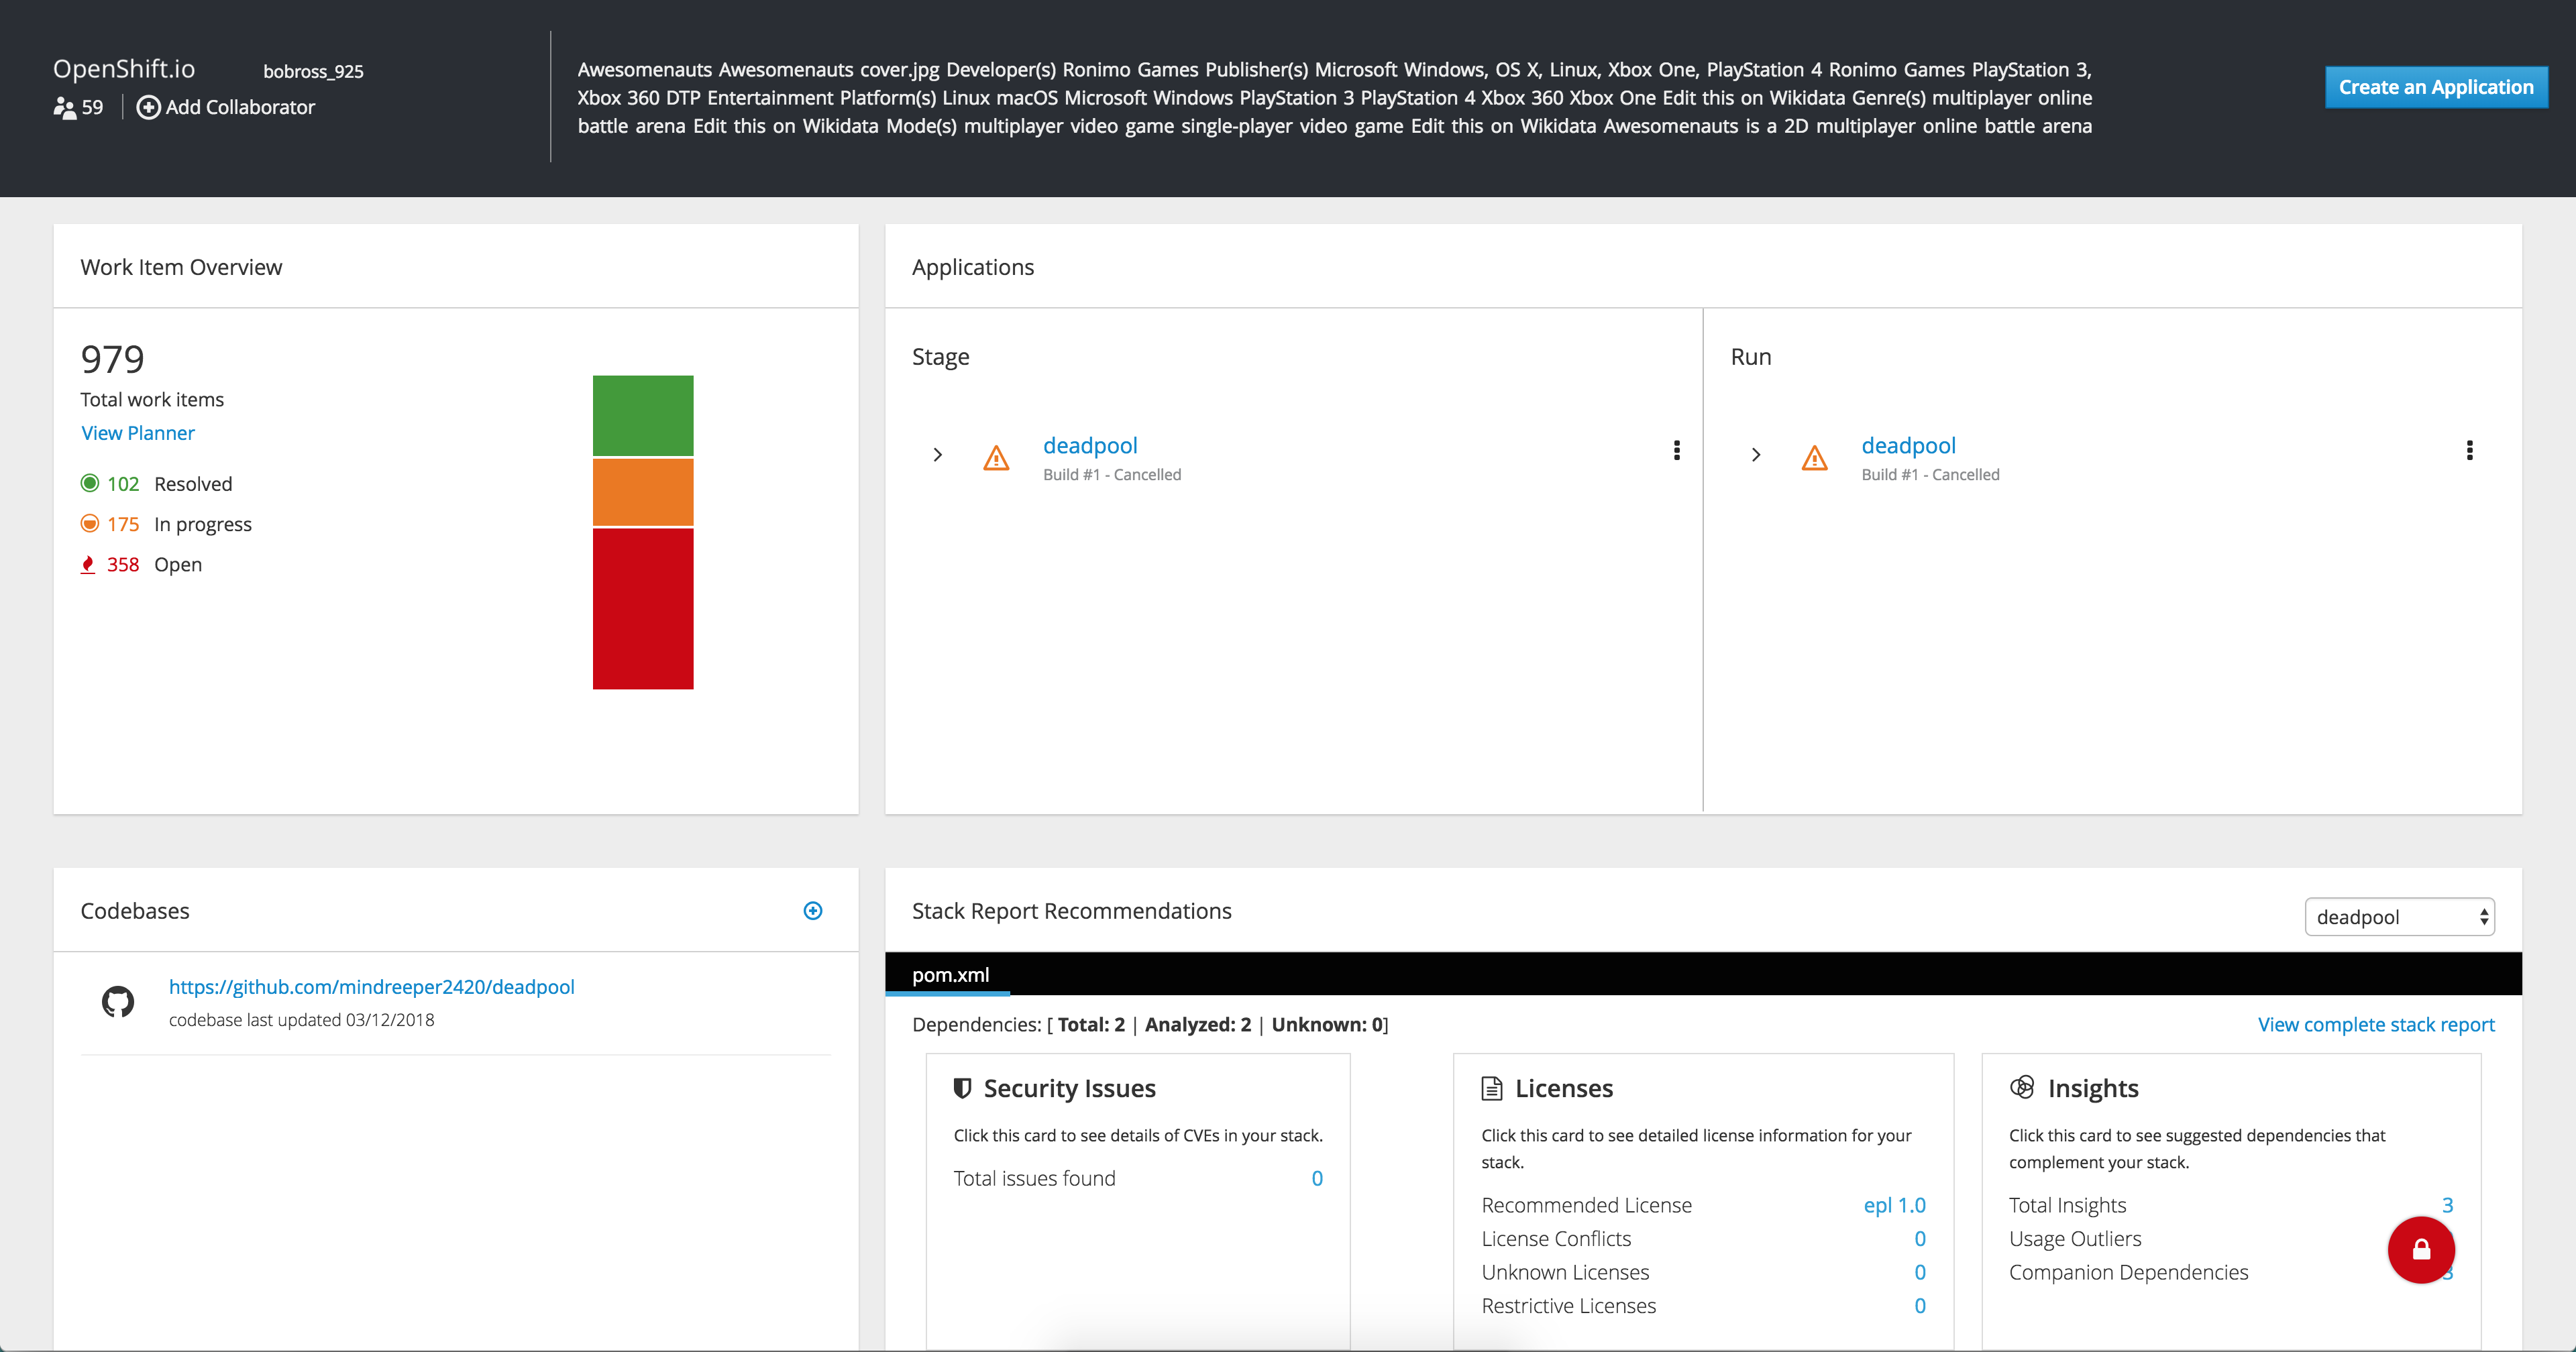 OpenShift.io
bobross_925
59 Add Collaborator
Awesomenauts Awesomenauts cover.jpg Developer(s) Ronimo Games Publisher(s) Microsoft Windows, OS X, Linux, Xbox One, PlayStation 4 Ronimo Games PlayStation 3,
Xbox 360 DTP Entertainment Platform(s) Linux macOS Microsoft Windows PlayStation 3 PlayStation 4 Xbox 360 Xbox One Edit this on Wikidata Genre(s) multiplayer online
battle arena Edit this on Wikidata Mode(s) multiplayer video game single-player video game Edit this on Wikidata Awesomenauts is a 2D multiplayer online battle arena
Create an Application
Work Item Overview
979
Total work items
View Planner
102 Resolved
175 In progress
358 Open
Applications
Stage
deadpool
Build #1 - Cancelled
Run
deadpool
Build #1 - Cancelled
Codebases
https://github.com/mindreeper2420/deadpool
codebase last updated 03/12/2018
Stack Report Recommendations
deadpool
pom.xml
Dependencies: [ Total: 2 | Analyzed: 2 | Unknown: 0]
View complete stack report
Security Issues
Click this card to see details of CVEs in your stack.
Total issues found 0
Licenses
Click this card to see detailed license information for your
stack.
Recommended License epl 1.0
License Conflicts 0
Unknown Licenses 0
Restrictive Licenses 0
Insights
Click this card to see suggested dependencies that
complement your stack.
Total Insights 3
Usage Outliers
Companion Dependencies 3